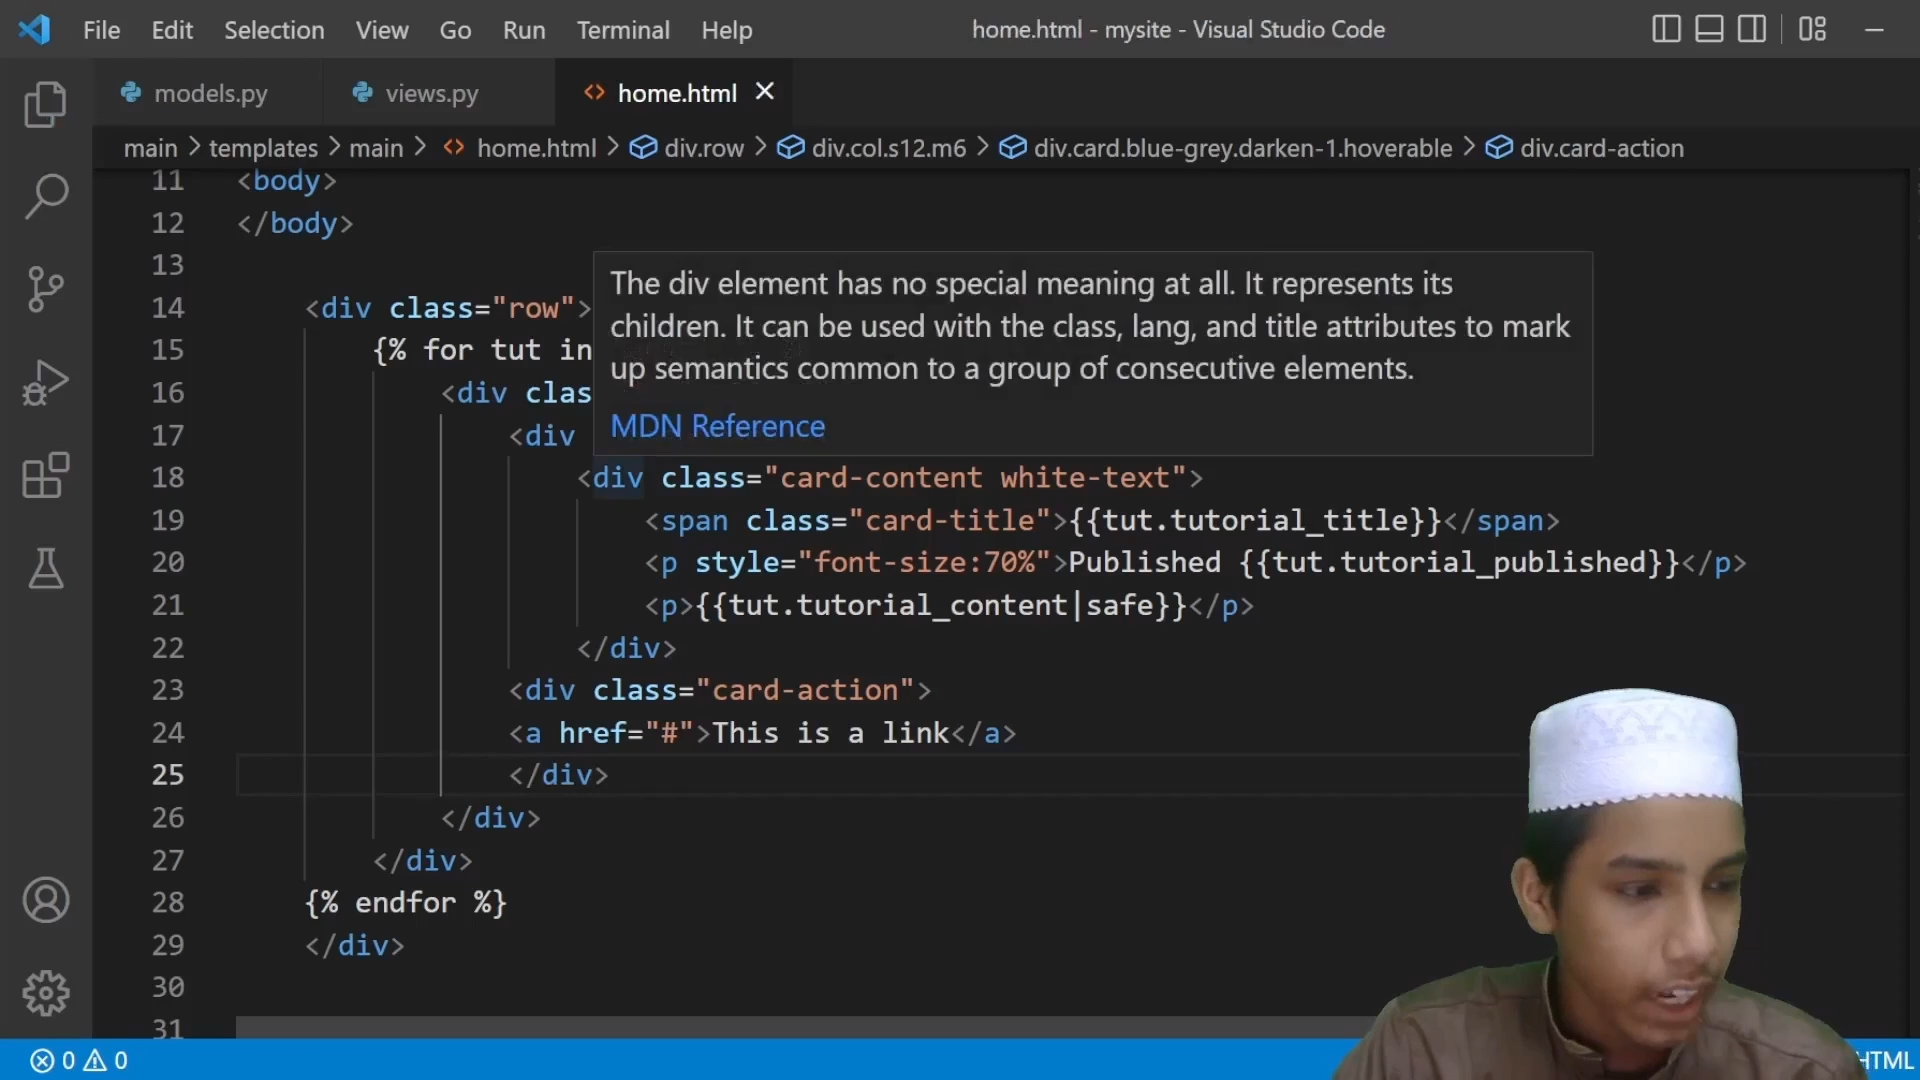 File Edit Selection View Go Run Terminal Help home.html - mysite - Visual Studio Code
models.py views.py home.html
main > templates > main > home.html > div.row > div.col.s12.m6 > div.card.blue-grey.darken-1.hoverable > div.card-action
11 <body>
12 </body>
13
14 <div class="row">
15 {% for tut in
16 <div clas
17 <div
The div element has no special meaning at all. It represents its
children. It can be used with the class, lang, and title attributes to mark
up semantics common to a group of consecutive elements.
MDN Reference
18 <div class="card-content white-text">
19 <span class="card-title">{{tut.tutorial_title}}</span>
20 <p style="font-size:70%">Published {{tut.tutorial_published}}</p>
21 <p>{{tut.tutorial_content|safe}}</p>
22 </div>
23 <div class="card-action">
24 <a href="#">This is a link</a>
25 </div>
26 </div>
27 </div>
28 {% endfor %}
29 </div>
30
31
0 0 HTML